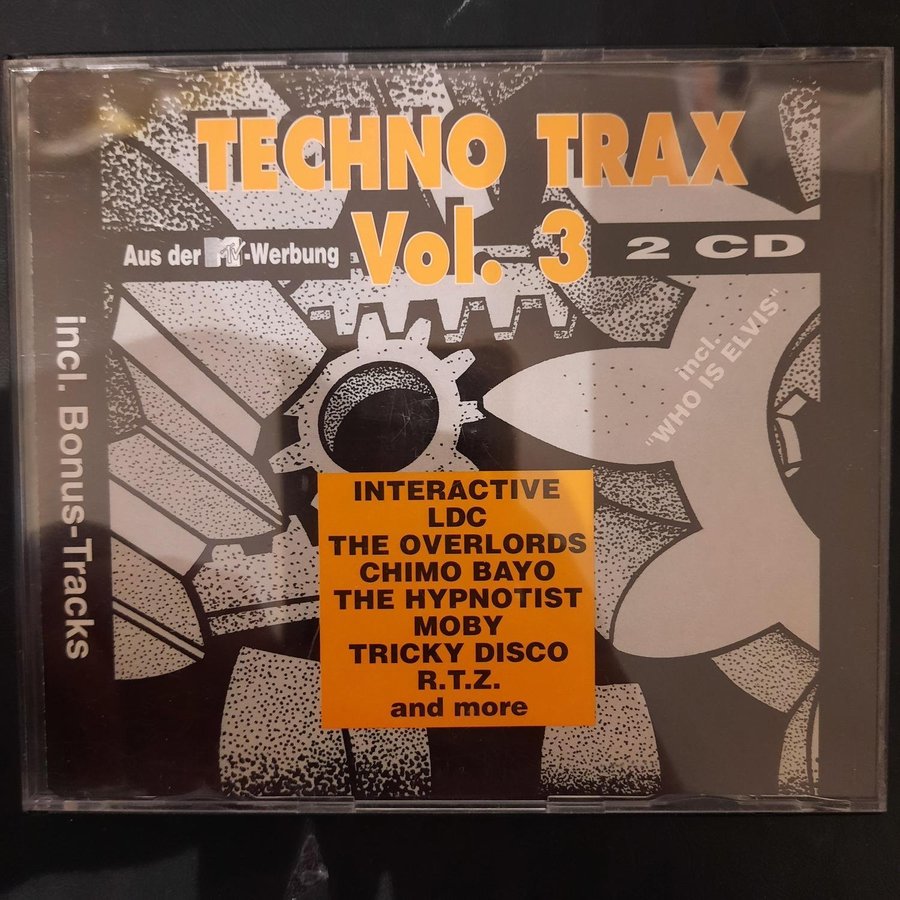 TECHNO TRAX
Vol. 3
Aus der MTV-Werbung
2 CD
incl. Bonus-Tracks
incl.
"WHO IS ELVIS"
INTERACTIVE
LDC
THE OVERLORDS
CHIMO BAYO
THE HYPNOTIST
MOBY
TRICKY DISCO
R.T.Z.
and more